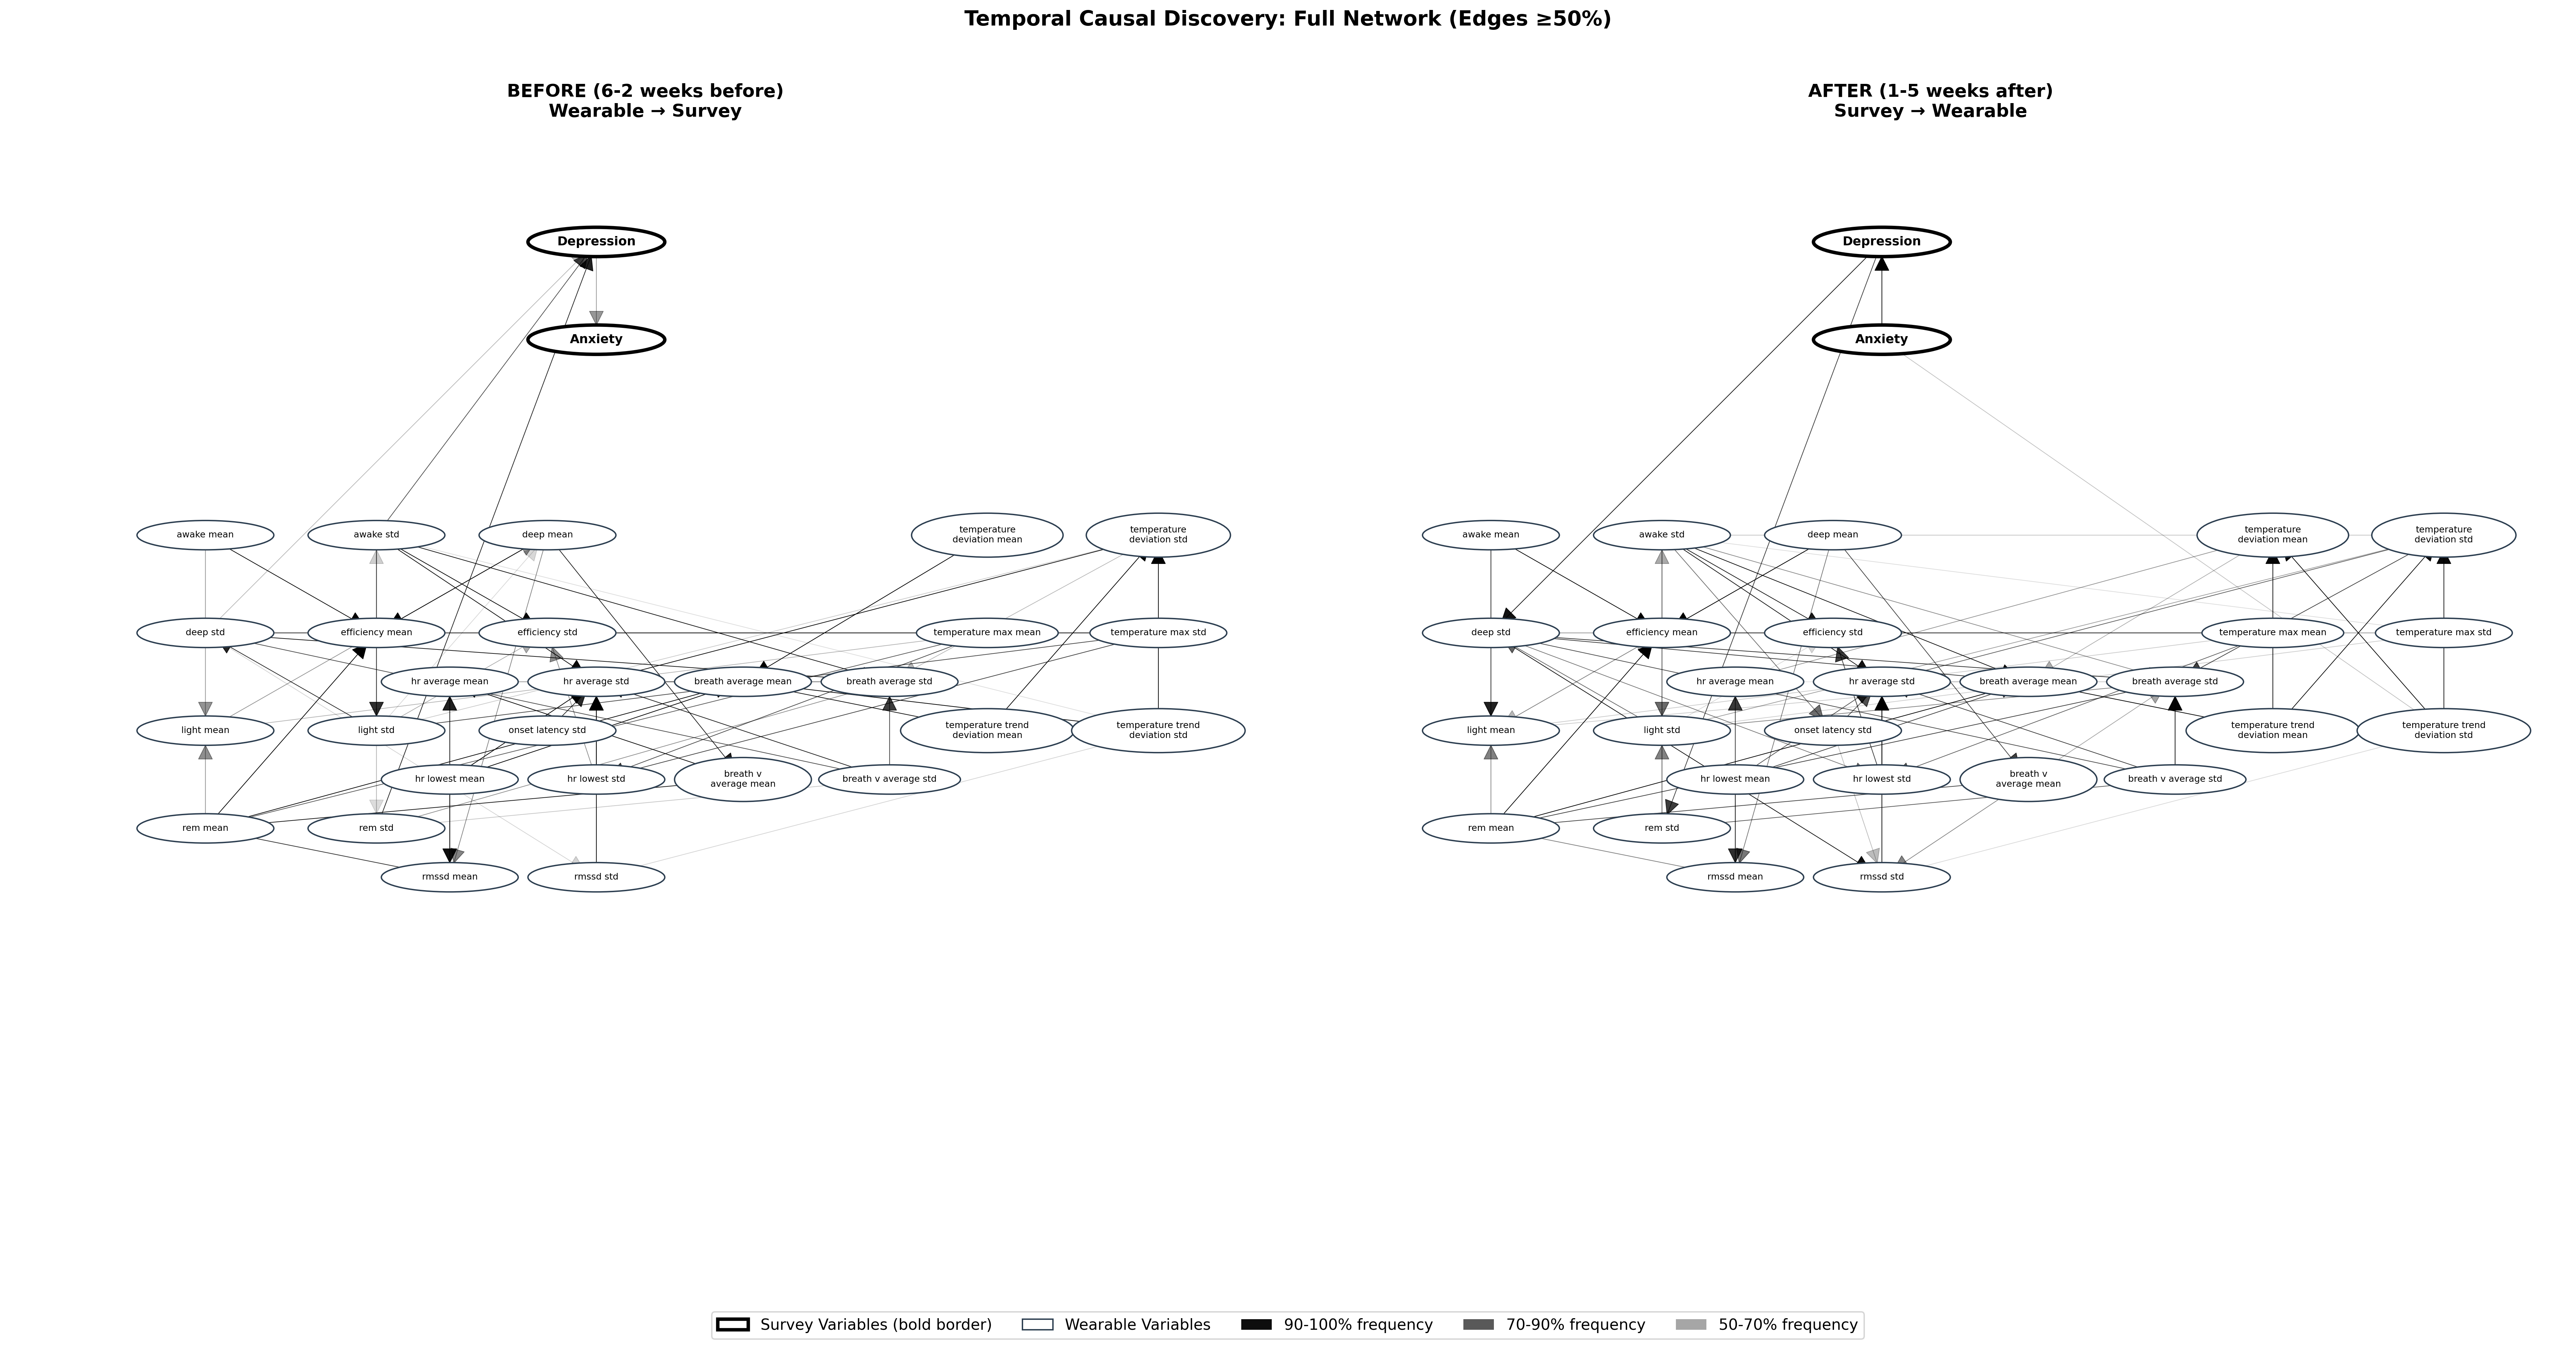 Temporal Causal Discovery: Full Network (Edges ≥50%)
BEFORE (6-2 weeks before)
Wearable → Survey
Depression
Anxiety
awake mean
awake std
deep mean
temperature
deviation mean
temperature
deviation std
deep std
efficiency mean
efficiency std
temperature max mean
temperature max std
hr average mean
hr average std
breath average mean
breath average std
light mean
light std
onset latency std
temperature trend
deviation mean
temperature trend
deviation std
hr lowest mean
hr lowest std
breath v
average mean
breath v average std
rem mean
rem std
rmssd mean
rmssd std
AFTER (1-5 weeks after)
Survey → Wearable
Depression
Anxiety
awake mean
awake std
deep mean
temperature
deviation mean
temperature
deviation std
deep std
efficiency mean
efficiency std
temperature max mean
temperature max std
hr average mean
hr average std
breath average mean
breath average std
light mean
light std
onset latency std
temperature trend
deviation mean
temperature trend
deviation std
hr lowest mean
hr lowest std
breath v
average mean
breath v average std
rem mean
rem std
rmssd mean
rmssd std
Survey Variables (bold border)
Wearable Variables
90-100% frequency
70-90% frequency
50-70% frequency